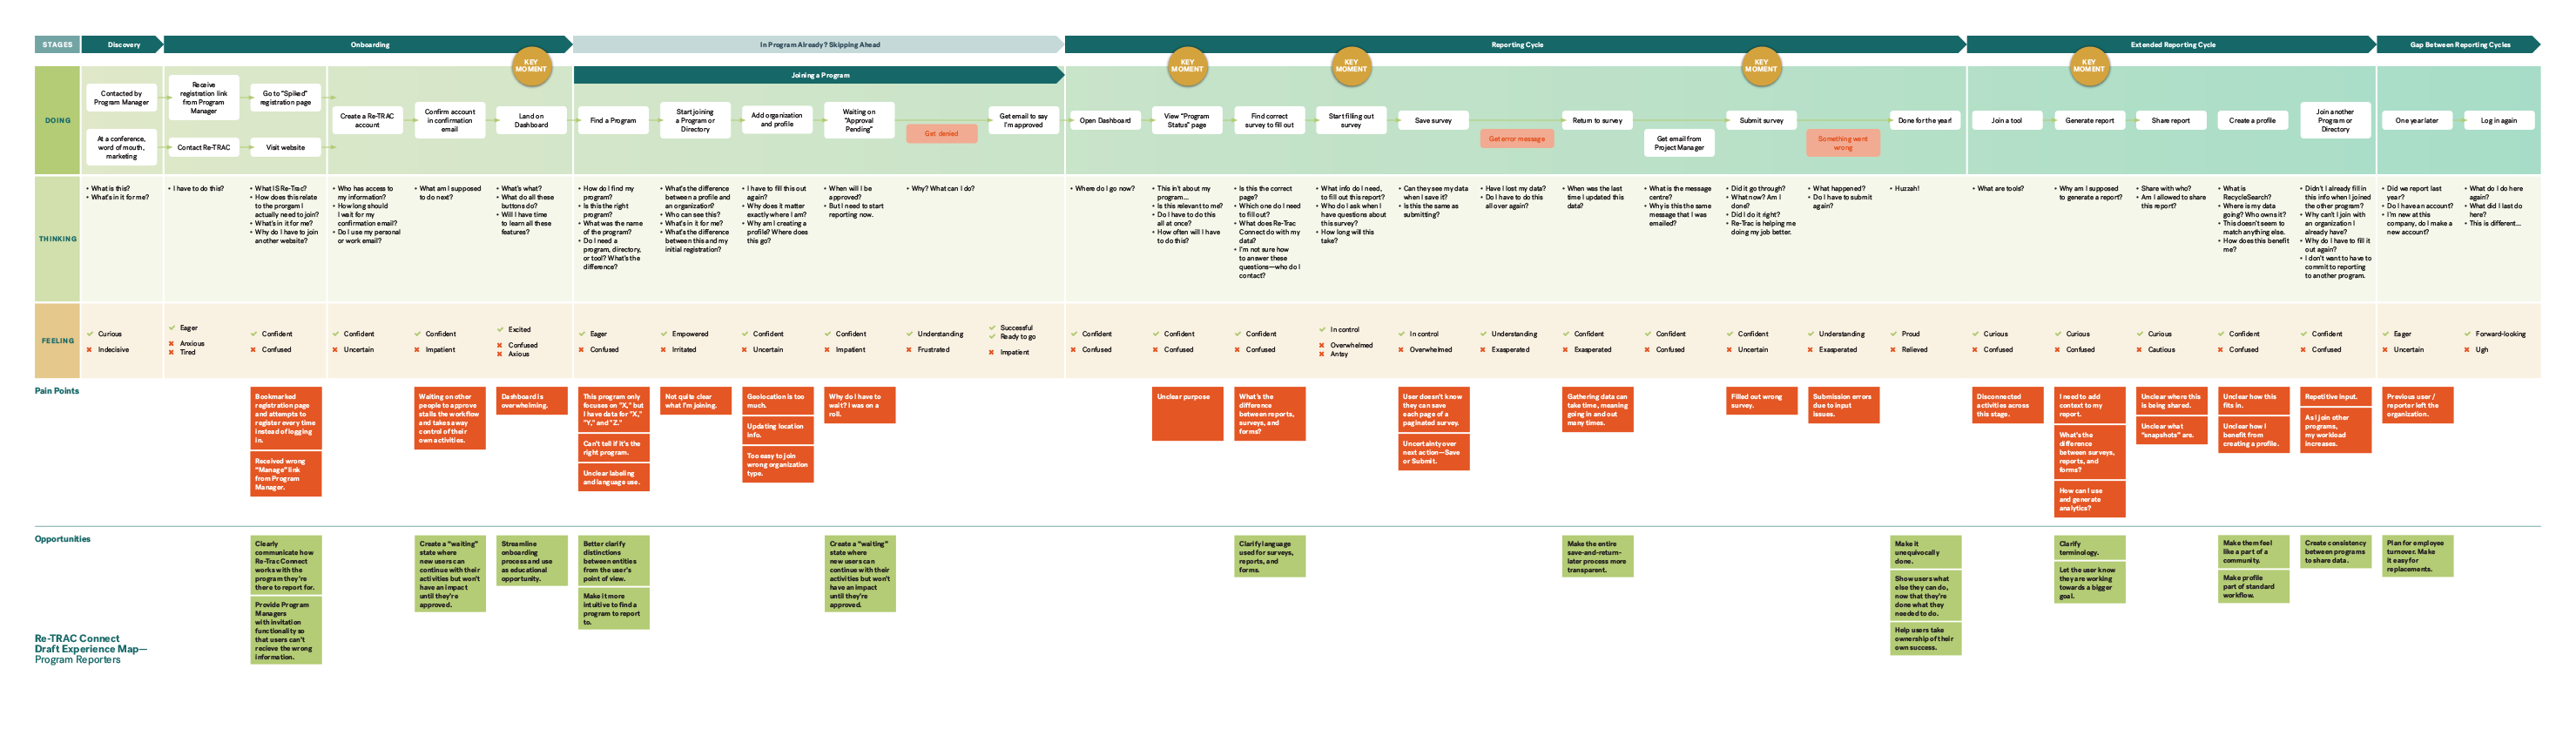 STAGES
Discovery
Onboarding
In Program Already? Skipping Ahead
Reporting Cycle
Extended Reporting Cycle
Gap Between Reporting Cycles
KEY
MOMENT
KEY
MOMENT
KEY
MOMENT
KEY
MOMENT
KEY
MOMENT
Joining a Program
DOING
Contacted by
Program Manager
At a conference,
word of mouth,
marketing
Receive
registration link
from Program
Manager
Contact Re-TRAC
Go to "Spiked"
registration page
Visit website
Create a Re-TRAC
account
Confirm account
in confirmation
email
Land on
Dashboard
Find a Program
Start joining
a Program or
Directory
Add organization
and profile
Waiting on
"Approval
Pending"
Get denied
Get email to say
I'm approved
Open Dashboard
View "Program
Status" page
Find correct
survey to fill out
Start filling out
survey
Save survey
Get error message
Return to survey
Get email from
Project Manager
Submit survey
Something went
wrong
Done for the year!
Join a tool
Generate report
Share report
Create a profile
Join another
Program or
Directory
One year later
Log in again
THINKING
• What is this?
• What's in it for me?
• I have to do this?
• What IS Re-Trac?
• How does this relate
to the prorgam I
actually need to join?
• What's in it for me?
• Why do I have to join
another website?
• Who has access to
my information?
• How long should
I wait for my
confirmation email?
• Do I use my personal
or work email?
• What am I supposed
to do next?
• What's what?
• What do all these
buttons do?
• Will I have time
to learn all these
features?
• How do I find my
program?
• Is this the right
program?
• What was the name
of the program?
• Do I need a
program, directory,
or tool? What's the
difference?
• What's the difference
between a profile and
an organization?
• Who can see this?
• What's in it for me?
• What's the difference
between this and my
initial registration?
• I have to fill this out
again?
• Why does it matter
exactly where I am?
• Why am I creating a
profile? Where does
this go?
• When will I be
approved?
• But I need to start
reporting now.
• Why? What can I do?
• Where do I go now?
• This isn't about my
program...
• Is this relevant to me?
• Do I have to do this
all at once?
• How often will I have
to do this?
• Is this the correct
page?
• Which one do I need
to fill out?
• What does Re-Trac
Connect do with my
data?
• I'm not sure how
to answer these
questions—who do I
contact?
• What info do I need,
to fill out this report?
• Who do I ask when I
have questions about
this survey?
• How long will this
take?
• Can they see my data
when I save it?
• Is this the same as
submitting?
• Have I lost my data?
• Do I have to do this
all over again?
• When was the last
time I updated this
data?
• What is the message
centre?
• Why is this the same
message that I was
emailed?
• Did it go through?
• What now? Am I
done?
• Did I do it right?
• Re-Trac is helping me
doing my job better.
• What happened?
• Do I have to submit
again?
• Huzzah!
• What are tools?
• Why am I supposed
to generate a report?
• Share with who?
• Am I allowed to share
this report?
• What is
RecycleSearch?
• Where is my data
going? Who owns it?
• This doesn't seem to
match anything else.
• How does this benefit
me?
• Didn't I already fill in
this info when I joined
the other program?
• Why can't I join with
an organization I
already have?
• Why do I have to fill it
out again?
• I don't want to have to
commit to reporting
to another program.
• Did we report last
year?
• Do I have an account?
• I'm new at this
company, do I make a
new account?
• What do I do here
again?
• What did I last do
here?
• This is different...
FEELING
Curious
Indecisive
Eager
Anxious
Tired
Confident
Confused
Confident
Uncertain
Confident
Impatient
Excited
Confused
Axious
Eager
Confused
Empowered
Irritated
Confident
Uncertain
Confident
Impatient
Understanding
Frustrated
Successful
Ready to go
Impatient
Confident
Confused
Confident
Confused
Confident
Confused
In control
Overwhelmed
Antsy
In control
Overwhelmed
Understanding
Exasperated
Confident
Exasperated
Confident
Confused
Confident
Uncertain
Understanding
Exasperated
Proud
Relieved
Curious
Confused
Curious
Confused
Curious
Cautious
Confident
Confused
Confident
Confused
Eager
Uncertain
Forward-looking
Ugh
Pain Points
Bookmarked
registration page
and attempts to
register every time
instead of logging
in.
Received wrong
"Manage" link
from Program
Manager.
Waiting on other
people to approve
stalls the workflow
and takes away
control of their
own activities.
Dashboard is
overwhelming.
This program only
focuses on "X," but
I have data for "X,"
"Y," and "Z."
Can't tell if it's the
right program.
Unclear labeling
and language use.
Not quite clear
what I'm joining.
Geolocation is too
much.
Updating location
info.
Too easy to join
wrong organization
type.
Why do I have to
wait? I was on a
roll.
Unclear purpose
What's the
difference
between reports,
surveys, and
forms?
User doesn't know
they can save
each page of a
paginated survey.
Uncertainty over
next action—Save
or Submit.
Gathering data can
take time, meaning
going in and out
many times.
Filled out wrong
survey.
Submission errors
due to input
issues.
Disconnected
activities across
this stage.
I need to add
context to my
report.
What's the
difference
between surveys,
reports, and
forms?
How can I use
and generate
analytics?
Unclear where this
is being shared.
Unclear what
"snapshots" are.
Unclear how this
fits in.
Unclear how I
benefit from
creating a profile.
Repetitive input.
As I join other
programs,
my workload
increases.
Previous user /
reporter left the
organization.
Opportunities
Clearly
communicate how
Re-Trac Connect
works with the
program they're
there to report for.
Provide Program
Managers
with invitation
functionality so
that users can't
recieve the wrong
information.
Create a "waiting"
state where
new users can
continue with their
activities but won't
have an impact
until they're
approved.
Streamline
onboarding
process and use
as educational
opportunity.
Better clarify
distinctions
between entities
from the user's
point of view.
Make it more
intuitive to find a
program to report
to.
Create a "waiting"
state where
new users can
continue with their
activities but won't
have an impact
until they're
approved.
Clarify language
used for surveys,
reports, and
forms.
Make the entire
save-and-return-
later process more
transparent.
Make it
unequivocally
done.
Show users what
else they can do,
now that they're
done what they
needed to do.
Help users take
ownership of their
own success.
Clarify
terminology.
Let the user know
they are working
towards a bigger
goal.
Make them feel
like a part of a
community.
Make profile
part of standard
workflow.
Create consistency
between programs
to share data.
Plan for employee
turnover. Make
it easy for
replacements.
Re-TRAC Connect
Draft Experience Map—
Program Reporters